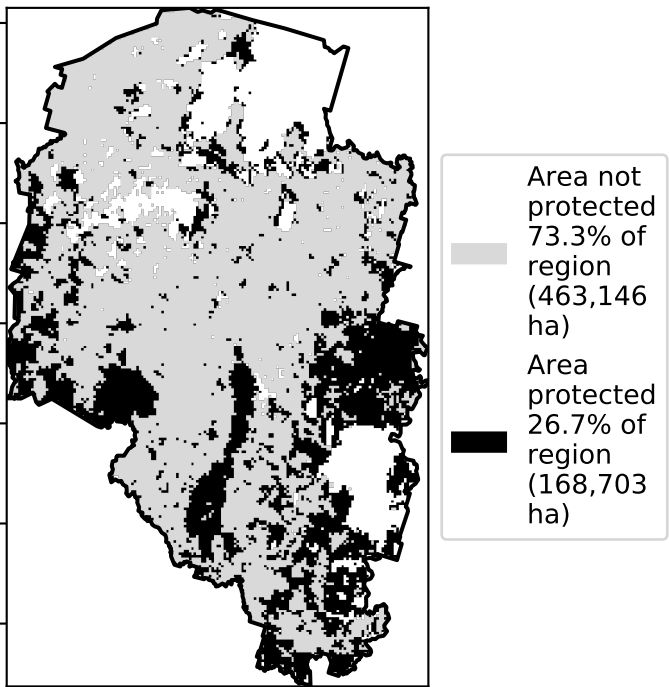 Area not
protected
73.3% of
region
(463,146
ha)
Area
protected
26.7% of
region
(168,703
ha)